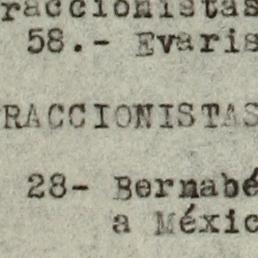 raccionistas
58.- Evaris
RACCIONISTAS
28- Bernabé
a Méxic